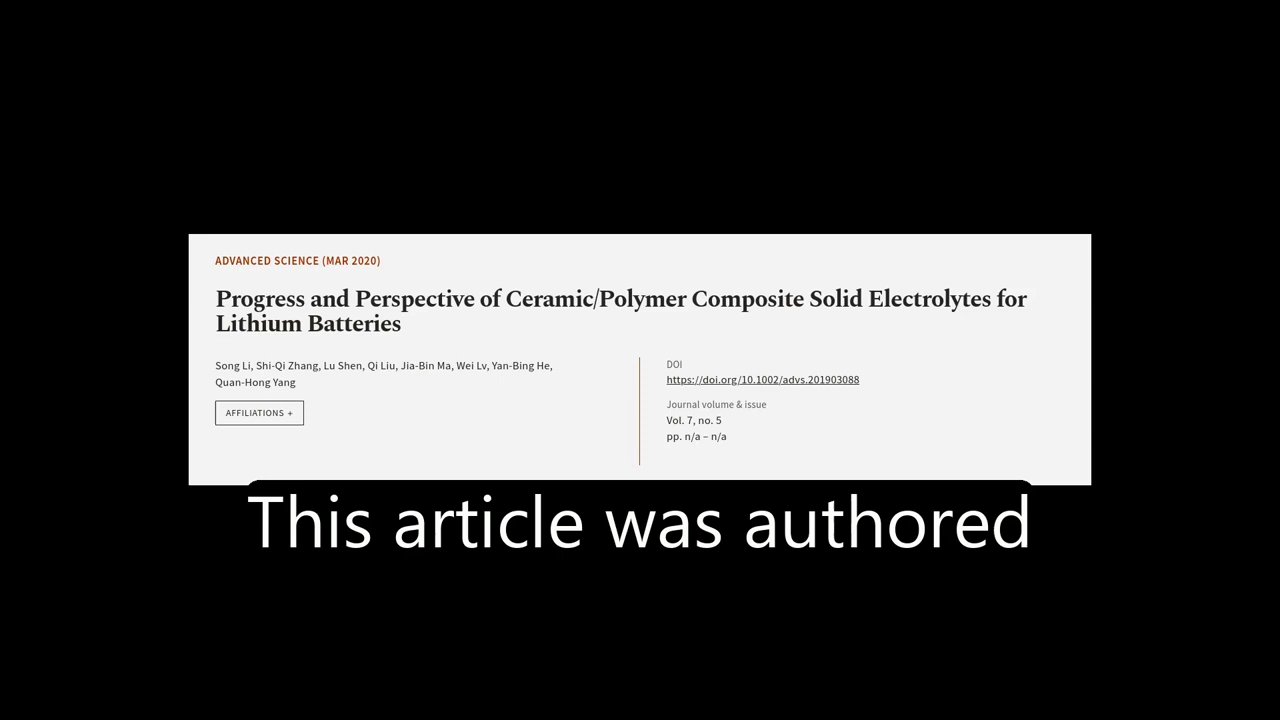 ADVANCED SCIENCE (MAR 2020)
Progress and Perspective of Ceramic/Polymer Composite Solid Electrolytes for
Lithium Batteries
Song Li, Shi-Qi Zhang, Lu Shen, Qi Liu, Jia-Bin Ma, Wei Lv, Yan-Bing He,
Quan-Hong Yang
AFFILIATIONS +
DOI
https://doi.org/10.1002/advs.201903088
Journal volume & issue
Vol. 7, no. 5
pp. n/a – n/a
This article was authored